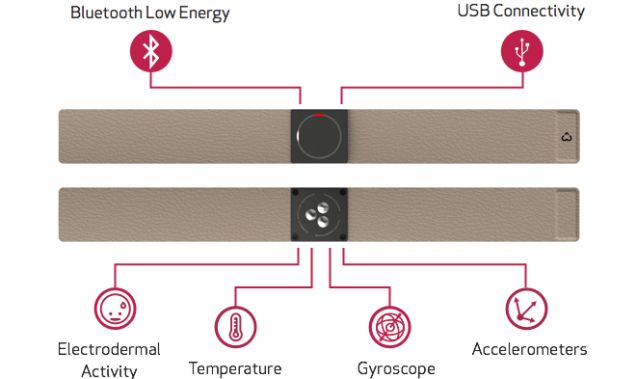 Bluetooth Low Energy
USB Connectivity
Electrodermal
Activity
Temperature
Gyroscope
Accelerometers